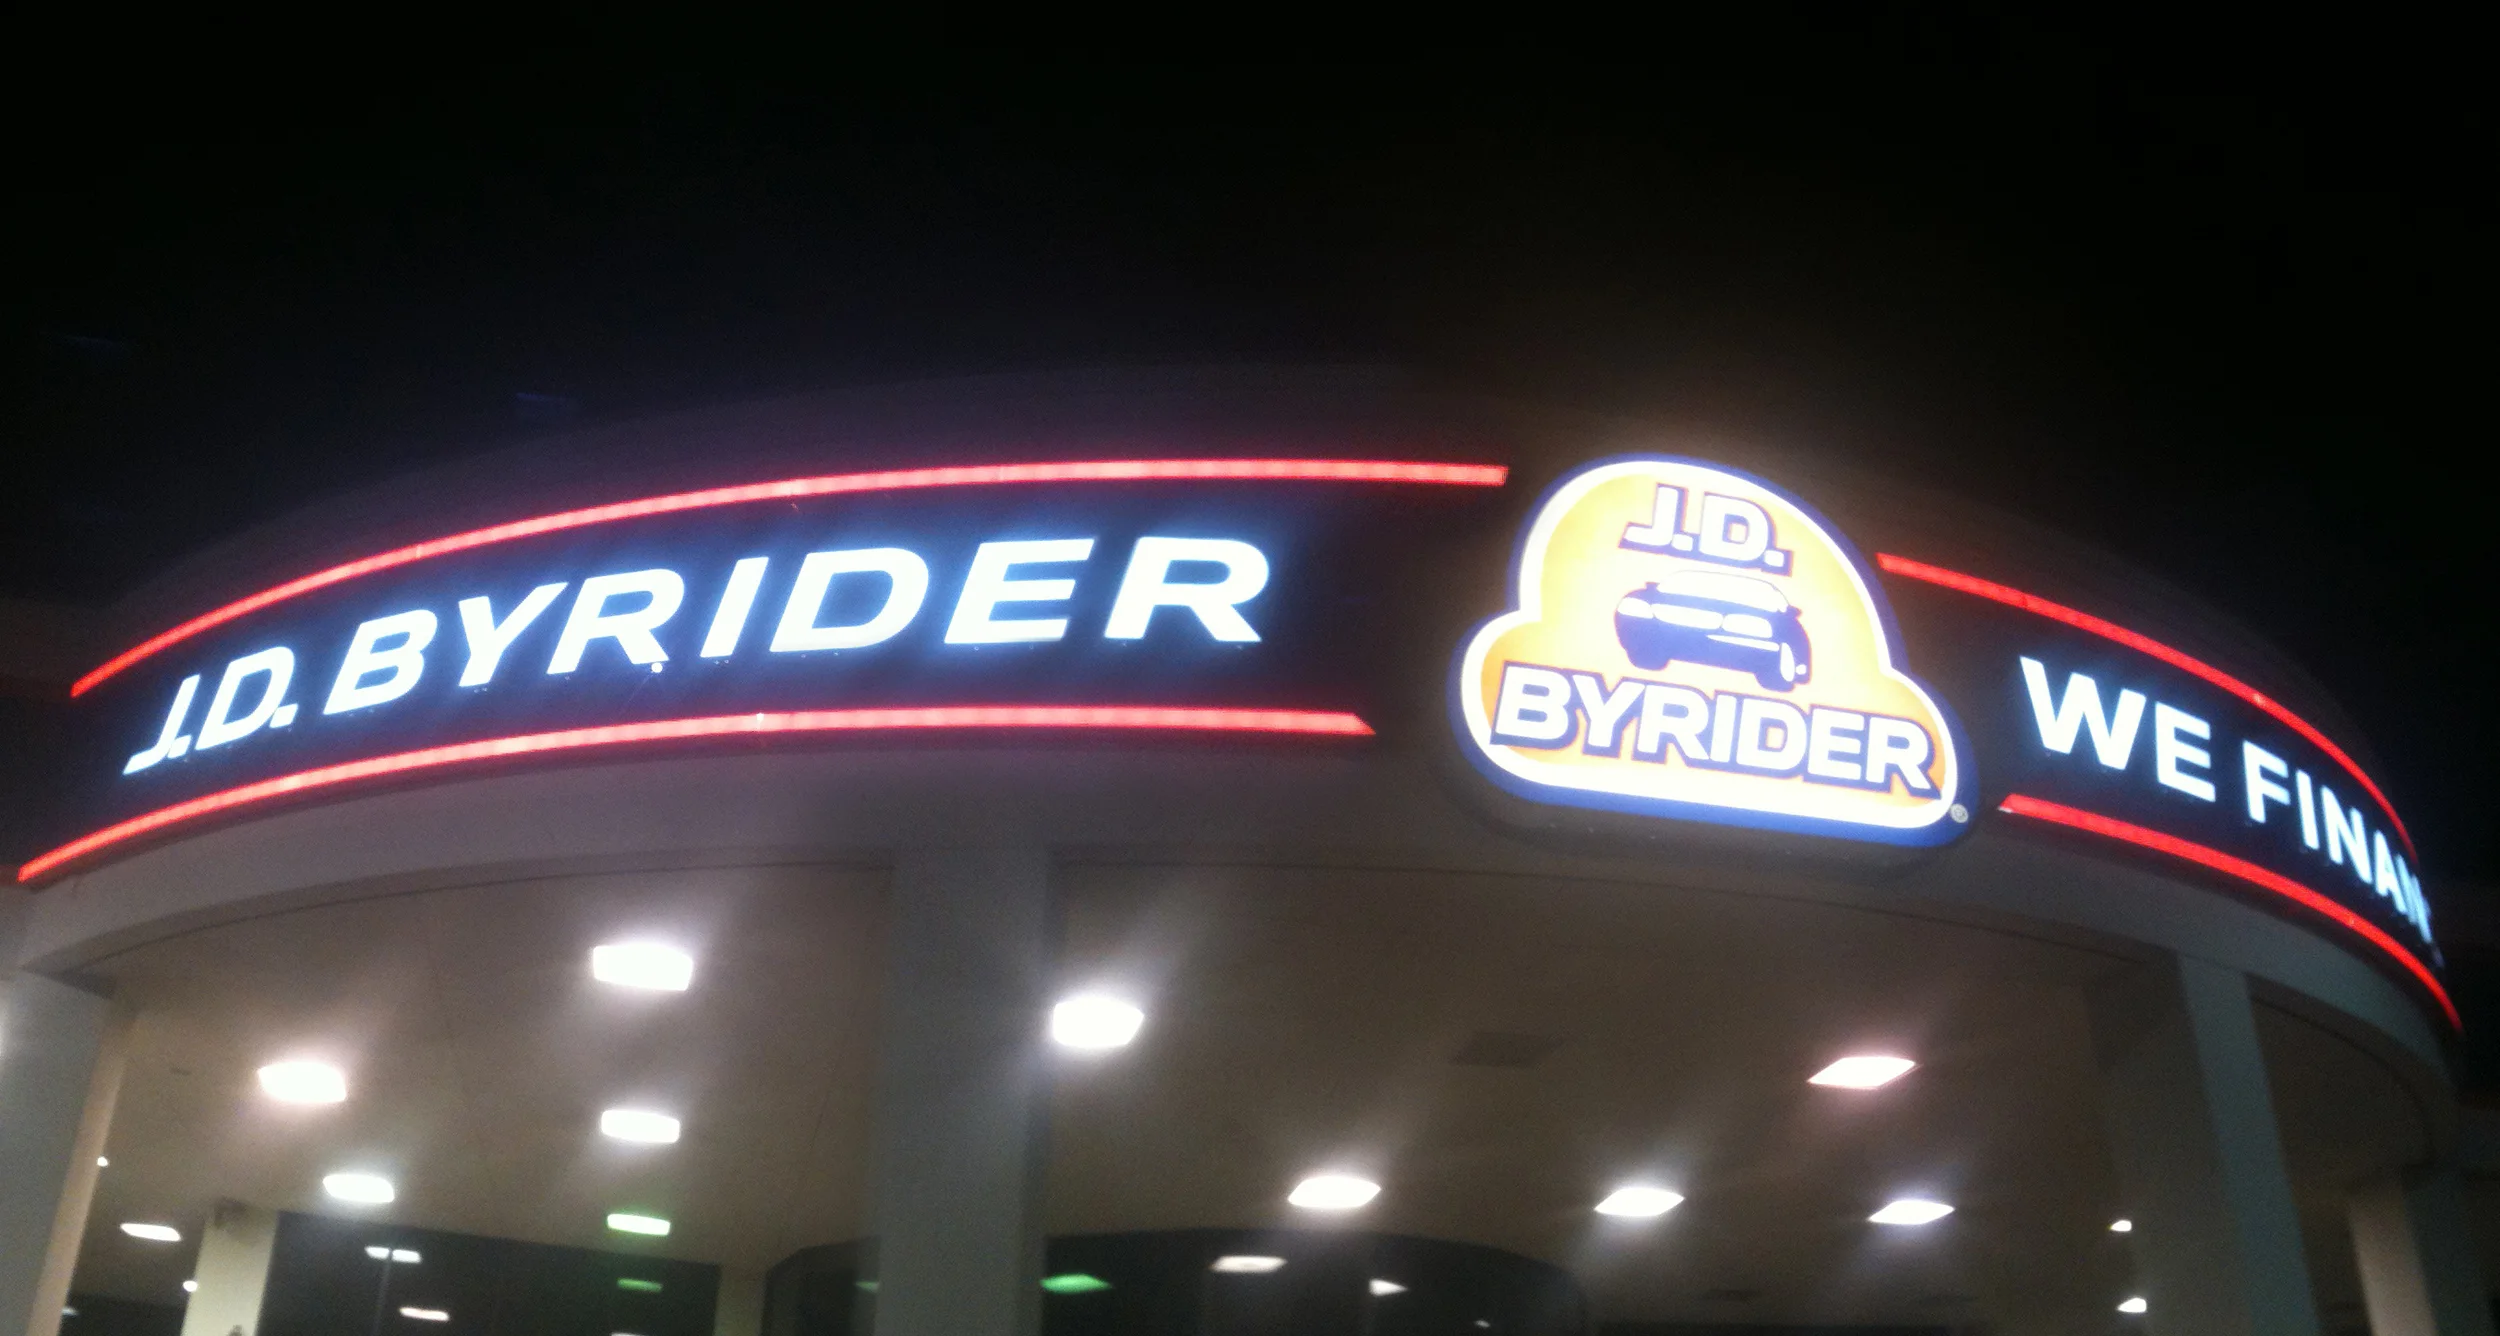 J.D. BYRIDER
J.D.
BYRIDER
®
WE FINAN